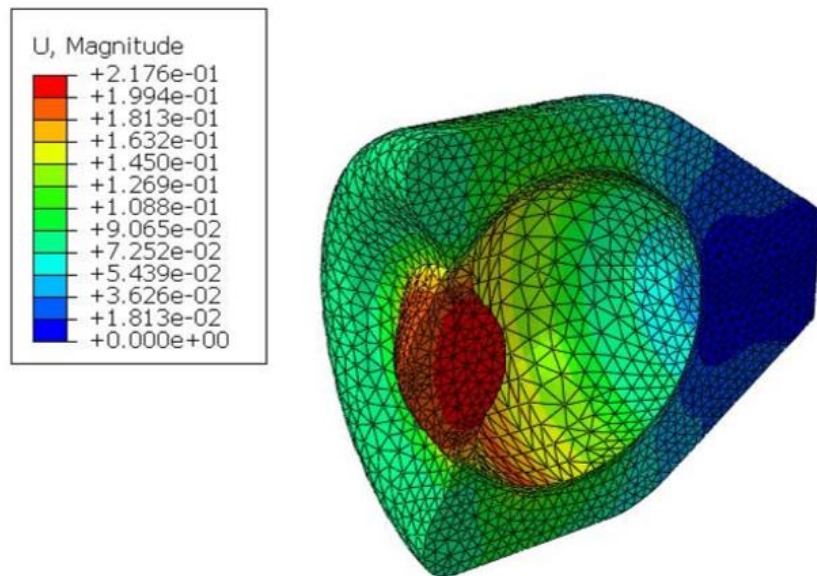 U, Magnitude
+2.176e-01
+1.994e-01
+1.813e-01
+1.632e-01
+1.450e-01
+1.269e-01
+1.088e-01
+9.065e-02
+7.252e-02
+5.439e-02
+3.626e-02
+1.813e-02
+0.000e+00